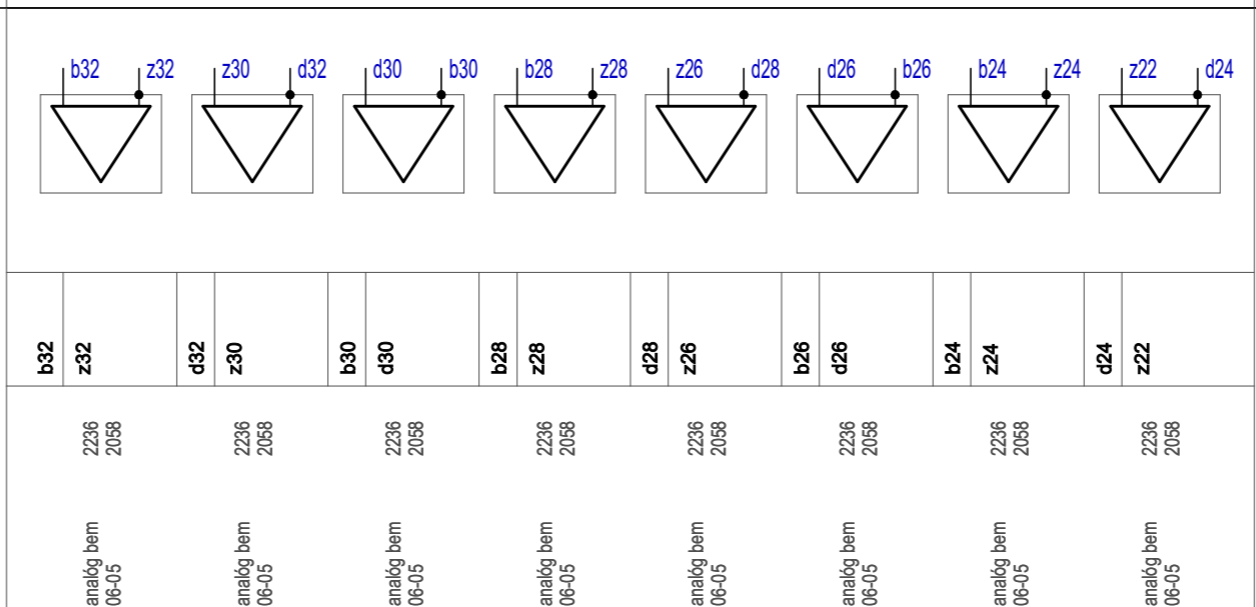 b32 z32 z30 d32 d30 b30 b28 z28 z26 d28 d26 b26 b24 z24 z22 d24
b32
z32
d32
z30
b30
d30
b28
z28
d28
z26
b26
d26
b24
z24
d24
z22
2236
2058
2236
2058
2236
2058
2236
2058
2236
2058
2236
2058
2236
2058
2236
2058
analóg bem
06-05
analóg bem
06-05
analóg bem
06-05
analóg bem
06-05
analóg bem
06-05
analóg bem
06-05
analóg bem
06-05
analóg bem
06-05